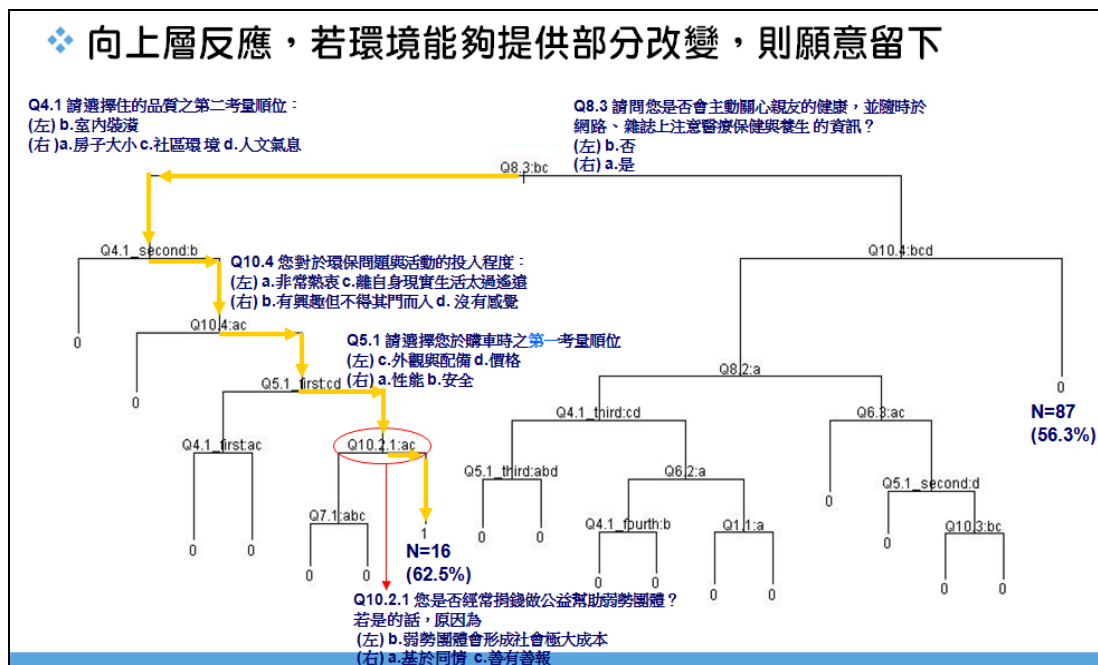 向上層反應，若環境能夠提供部分改變，則願意留下
Q4.1 請選擇住的品質之第二考量順位：
(左) b.室內裝潢
(右)a.房子大小 c.社區環 境 d.人文氣息
Q8.3 請問您是否會主動關心親友的健康，並隨時於
網路、雜誌上注意醫療保健與養生 的資訊？
(左) b.否
(右) a.是
Q8.3:bc
Q4.1_second:b
Q10.4:bcd
Q10.4 您對於環保問題與活動的投入程度：
(左) a.非常熱衷 c.離自身現實生活太過遙遠
(右) b.有興趣但不得其門而入 d. 沒有感覺
0
Q10.4:ac
Q5.1 請選擇您於購車時之第一考量順位
(左) c.外觀與配備 d.價格
(右) a.性能 b.安全
0
Q5.1_first:cd
Q8.2:a
0
N=87
(56.3%)
Q4.1_third:cd
Q6.3:ac
Q4.1_first:ac
Q10.2.1:ac
Q5.1_third:abd
Q6.2:a
0
Q5.1_second:d
0 0
Q7.1:abc
1
N=16
(62.5%)
0 0
Q4.1_fourth:b
Q1.1:a
0
Q10.3:bc
0 0
0 0
0 0
0 0
Q10.2.1 您是否經常捐錢做公益幫助弱勢團體？
若是的話，原因為
(左) b.弱勢團體會形成社會極大成本
(右) a.基於同情 c.善有善報